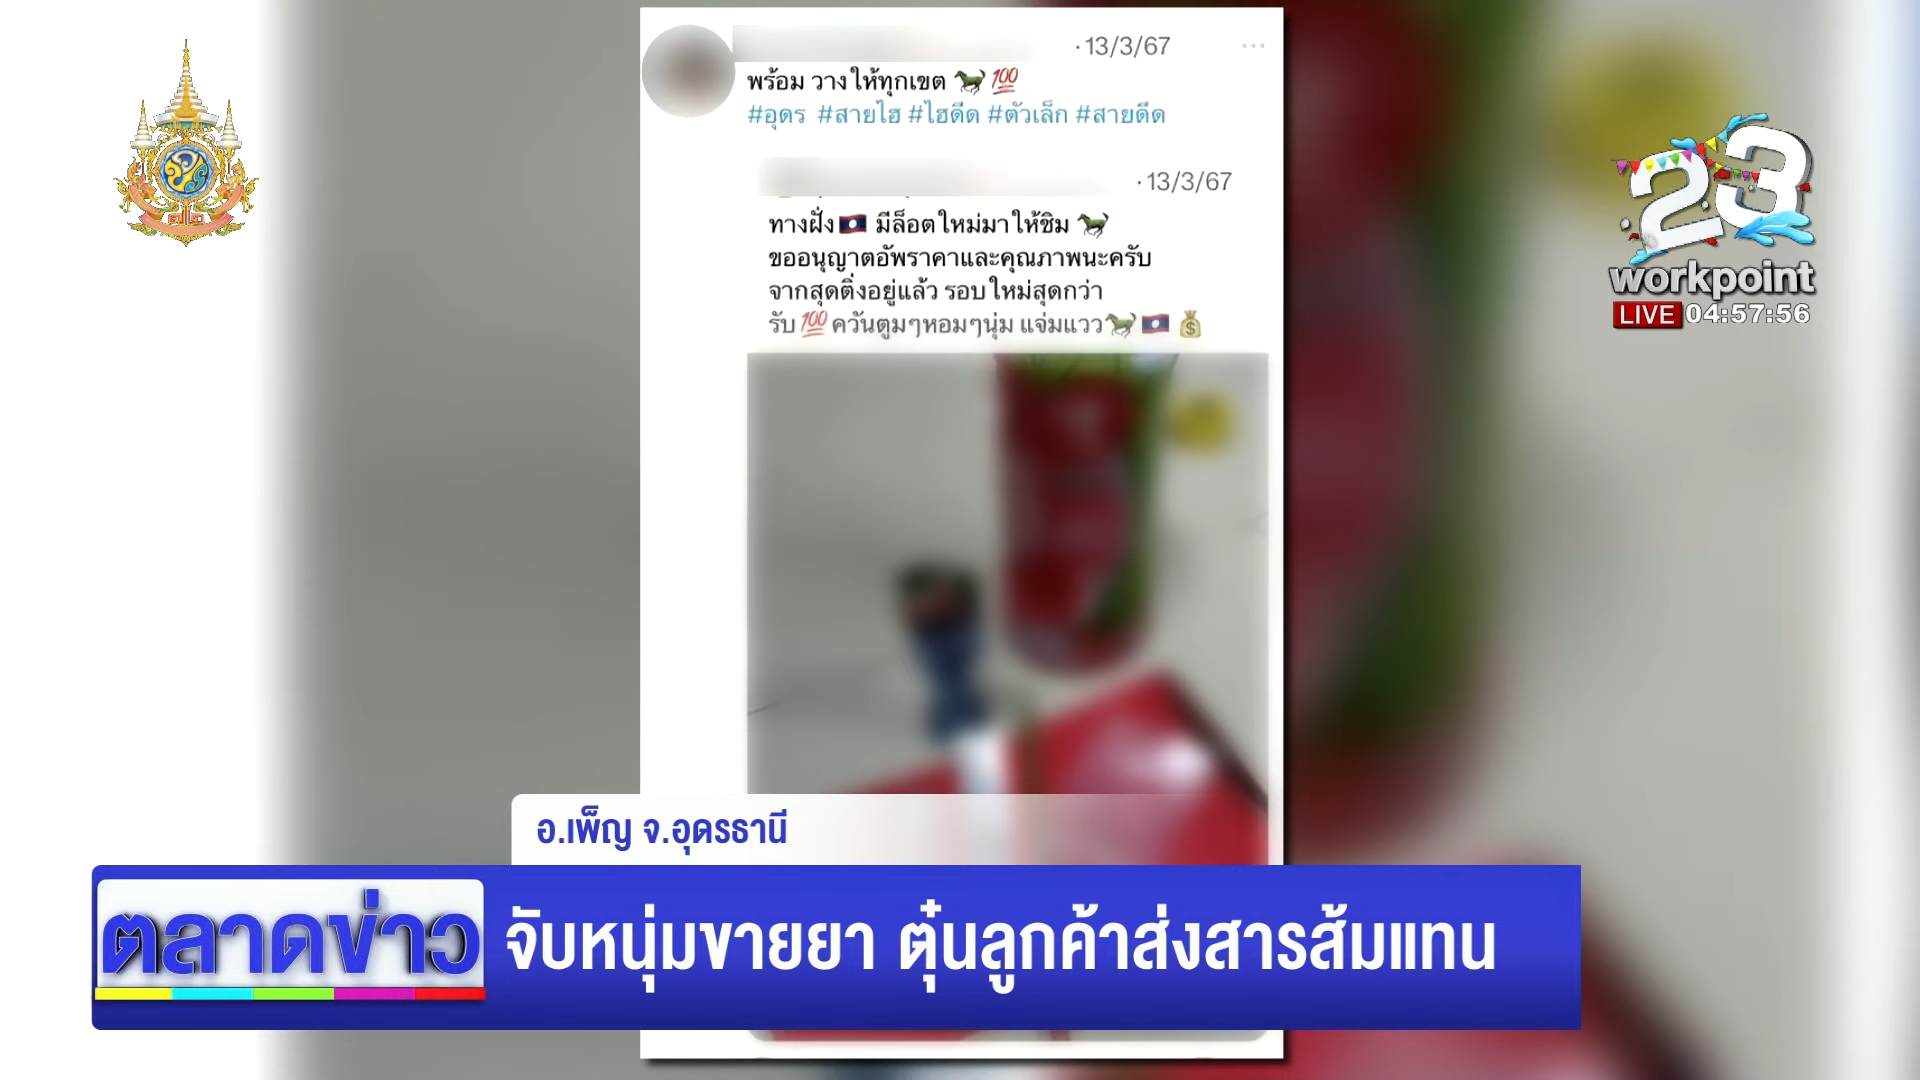 · 13/3/67
พร้อม วางให้ทุกเขต 🐎 💯
#อุดร #สายไฮ #ไฮดีด #ตัวเล็ก #สายดีด
· 13/3/67
ทางฝั่ง🇱🇦 มีล็อตใหม่มาให้ชิม 🐎
ขออนุญาตอัพราคาและคุณภาพนะครับ
จากสุดติ่งอยู่แล้ว รอบใหม่สุดกว่า
รับ💯 ควันตูมๆหอมๆนุ่ม แจ่มแวว🐎 🇱🇦 💰
23
workpoint
LIVE 04:57:56
อ.เพ็ญ จ.อุดรธานี
ตลาดข่าว
จับหนุ่มขายยา ตุ๋นลูกค้าส่งสารส้มแทน